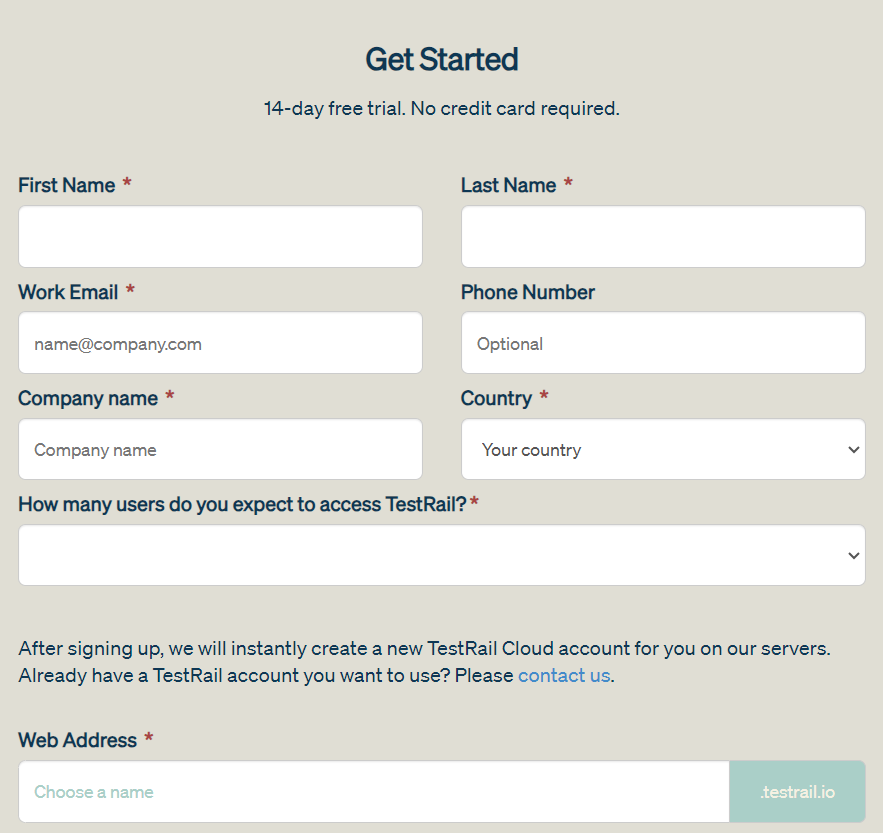 Get Started
14-day free trial. No credit card required.
First Name *
Last Name *
Work Email *
Phone Number
name@company.com
Optional
Company name *
Country *
Company name
Your country
How many users do you expect to access TestRail?*
After signing up, we will instantly create a new TestRail Cloud account for you on our servers.
Already have a TestRail account you want to use? Please contact us.
Web Address *
Choose a name
.testrail.io